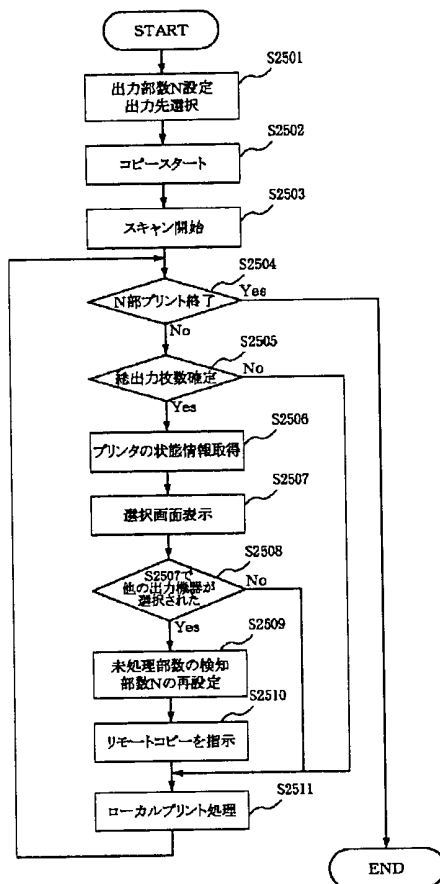 START
S2501
出力部数N設定
出力先選択
S2502
コピースタート
S2503
スキャン開始
S2504
N部プリント終了
Yes
No
S2505
総出力枚数確定
No
Yes
S2506
プリンタの状態情報取得
S2507
選択画面表示
S2508
S2507で
他の出力機器が
選択された
No
Yes
S2509
未処理部数の検知
部数Nの再設定
S2510
リモートコピーを指示
ローカルプリント処理
S2511
END